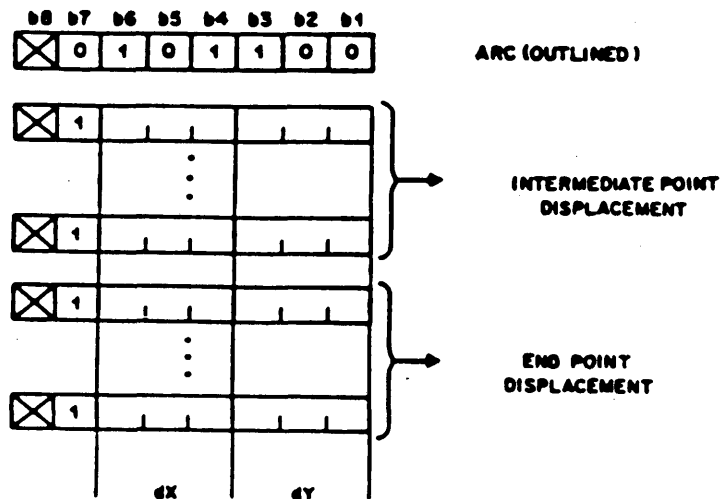 b8 b7 b6 b5 b4 b3 b2 b1
0 1 0 1 1 0 0 ARC (OUTLINED)
1
1
INTERMEDIATE POINT
DISPLACEMENT
1
1
END POINT
DISPLACEMENT
dX dY